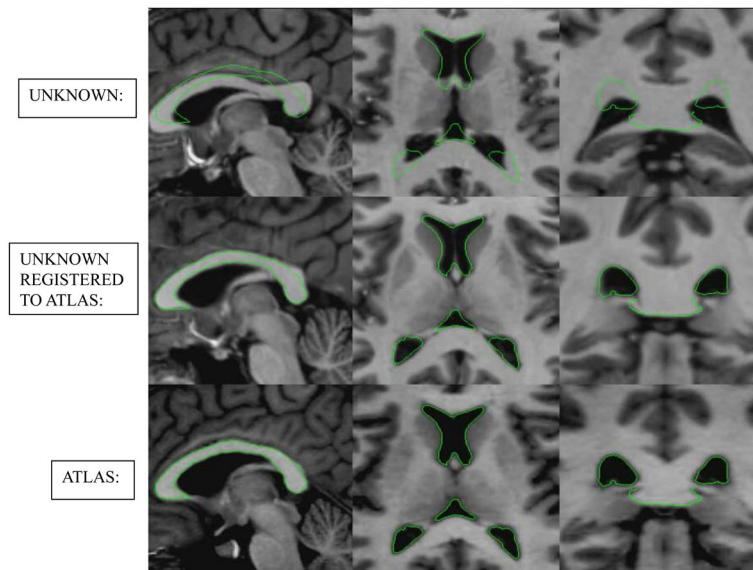 UNKNOWN:
UNKNOWN
REGISTERED
TO ATLAS:
ATLAS: